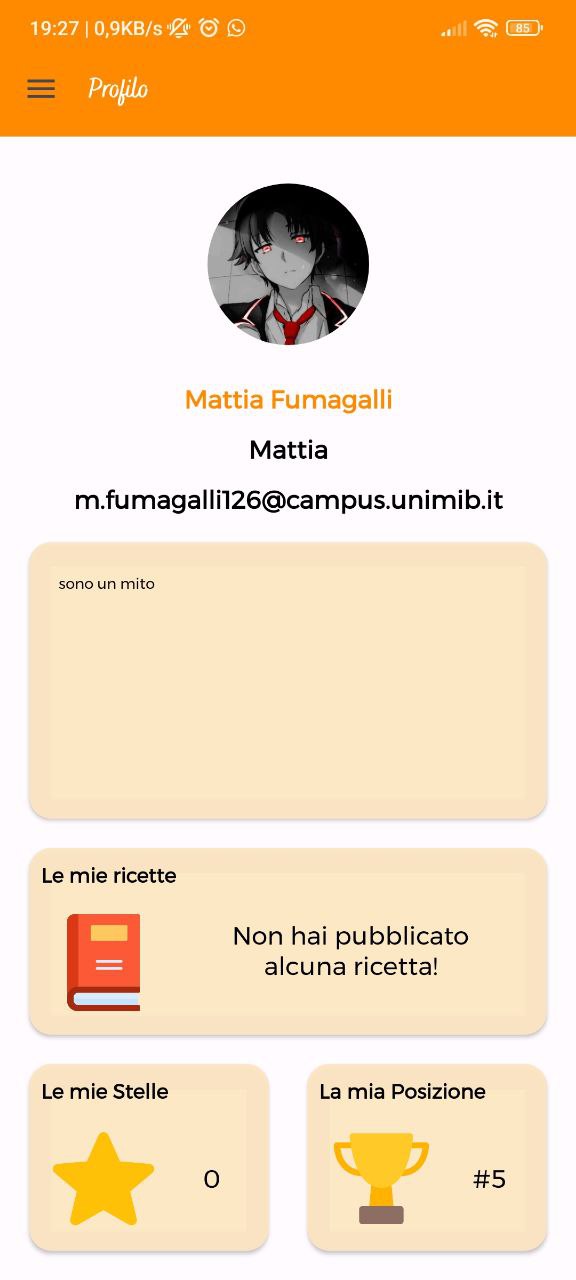 19:27 | 0,9KB/s
85
Profilo
Mattia Fumagalli
Mattia
m.fumagalli126@campus.unimib.it
sono un mito
Le mie ricette
Non hai pubblicato
alcuna ricetta!
Le mie Stelle
0
La mia Posizione
#5